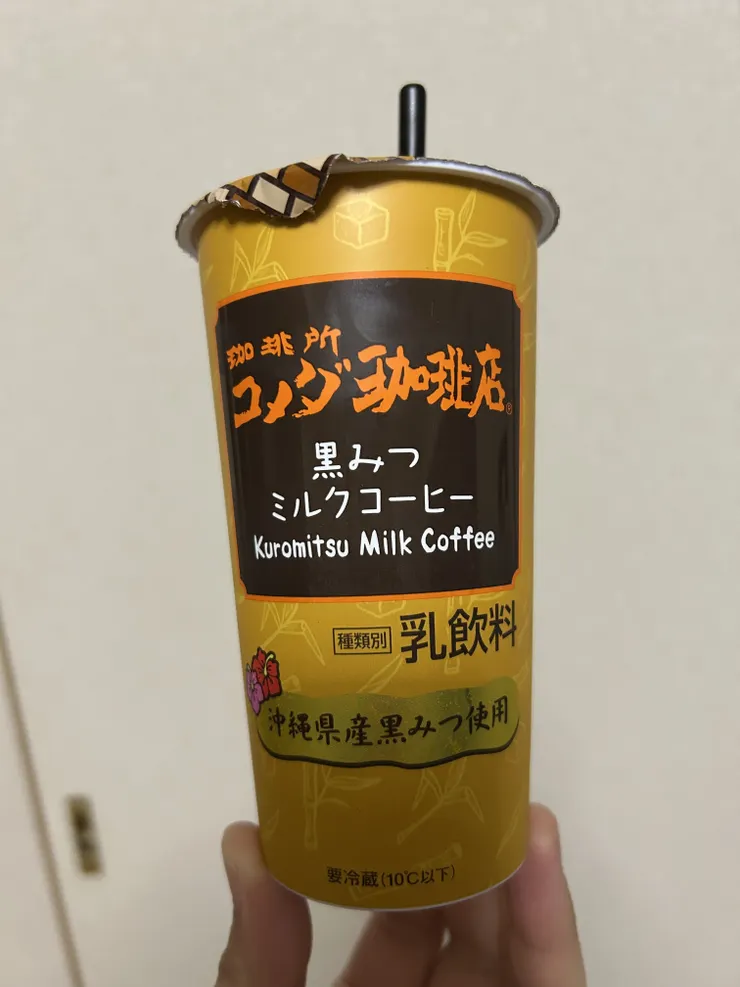 珈琲所
コメダ珈琲店®
黒みつ
ミルクコーヒー
Kuromitsu Milk Coffee
種類別 乳飲料
沖縄県産黒みつ使用
要冷蔵(10℃以下)